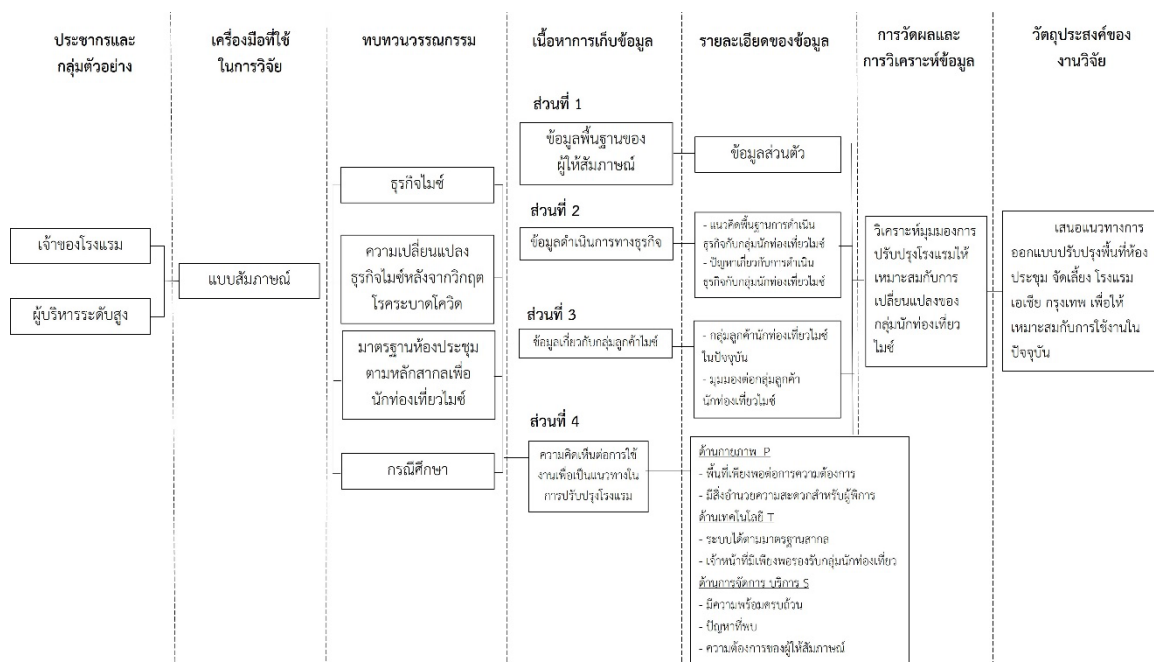 ประชากรและ
กลุ่มตัวอย่าง
เครื่องมือที่ใช้
ในการวิจัย
ทบทวนวรรณกรรม
เนื้อหาการเก็บข้อมูล
รายละเอียดของข้อมูล
การวัดผลและ
การวิเคราะห์ข้อมูล
วัตถุประสงค์ของ
งานวิจัย
เจ้าของโรงแรม
ผู้บริหารระดับสูง
แบบสัมภาษณ์
ธุรกิจไมซ์
ความเปลี่ยนแปลง
ธุรกิจไมซ์หลังจากวิกฤต
โรคระบาดโควิด
มาตรฐานห้องประชุม
ตามหลักสากลเพื่อ
นักท่องเที่ยวไมซ์
กรณีศึกษา
ส่วนที่ 1
ข้อมูลพื้นฐานของ
ผู้ให้สัมภาษณ์
ส่วนที่ 2
ข้อมูลดำเนินการทางธุรกิจ
ส่วนที่ 3
ข้อมูลเกี่ยวกับกลุ่มลูกค้าไมซ์
ส่วนที่ 4
ความคิดเห็นต่อการใช้
งานเพื่อเป็นแนวทางใน
การปรับปรุงโรงแรม
ข้อมูลส่วนตัว
- แนวคิดพื้นฐานการดำเนิน
ธุรกิจกับกลุ่มนักท่องเที่ยวไมซ์
- ปัญหาเกี่ยวกับการดำเนิน
ธุรกิจกับกลุ่มนักท่องเที่ยวไมซ์
- กลุ่มลูกค้านักท่องเที่ยวไมซ์
ในปัจจุบัน
- มุมมองต่อกลุ่มลูกค้า
นักท่องเที่ยวไมซ์
ด้านกายภาพ P
- พื้นที่เพียงพอต่อการความต้องการ
- มีสิ่งอำนวยความสะดวกสำหรับผู้พิการ
ด้านเทคโนโลยี T
- ระบบได้ตามมาตรฐานสากล
- เจ้าหน้าที่มีเพียงพอรองรับกลุ่มนักท่องเที่ยว
ด้านการจัดการ บริการ S
- มีความพร้อมครบถ้วน
- ปัญหาที่พบ
- ความต้องการของผู้ให้สัมภาษณ์
วิเคราะห์มุมมองการ
ปรับปรุงโรงแรมให้
เหมาะสมกับการ
เปลี่ยนแปลงของ
กลุ่มนักท่องเที่ยว
ไมซ์
เสนอแนวทางการ
ออกแบบปรับปรุงพื้นที่ห้อง
ประชุม จัดเลี้ยง โรงแรม
เอเชีย กรุงเทพ เพื่อให้
เหมาะสมกับการใช้งานใน
ปัจจุบัน